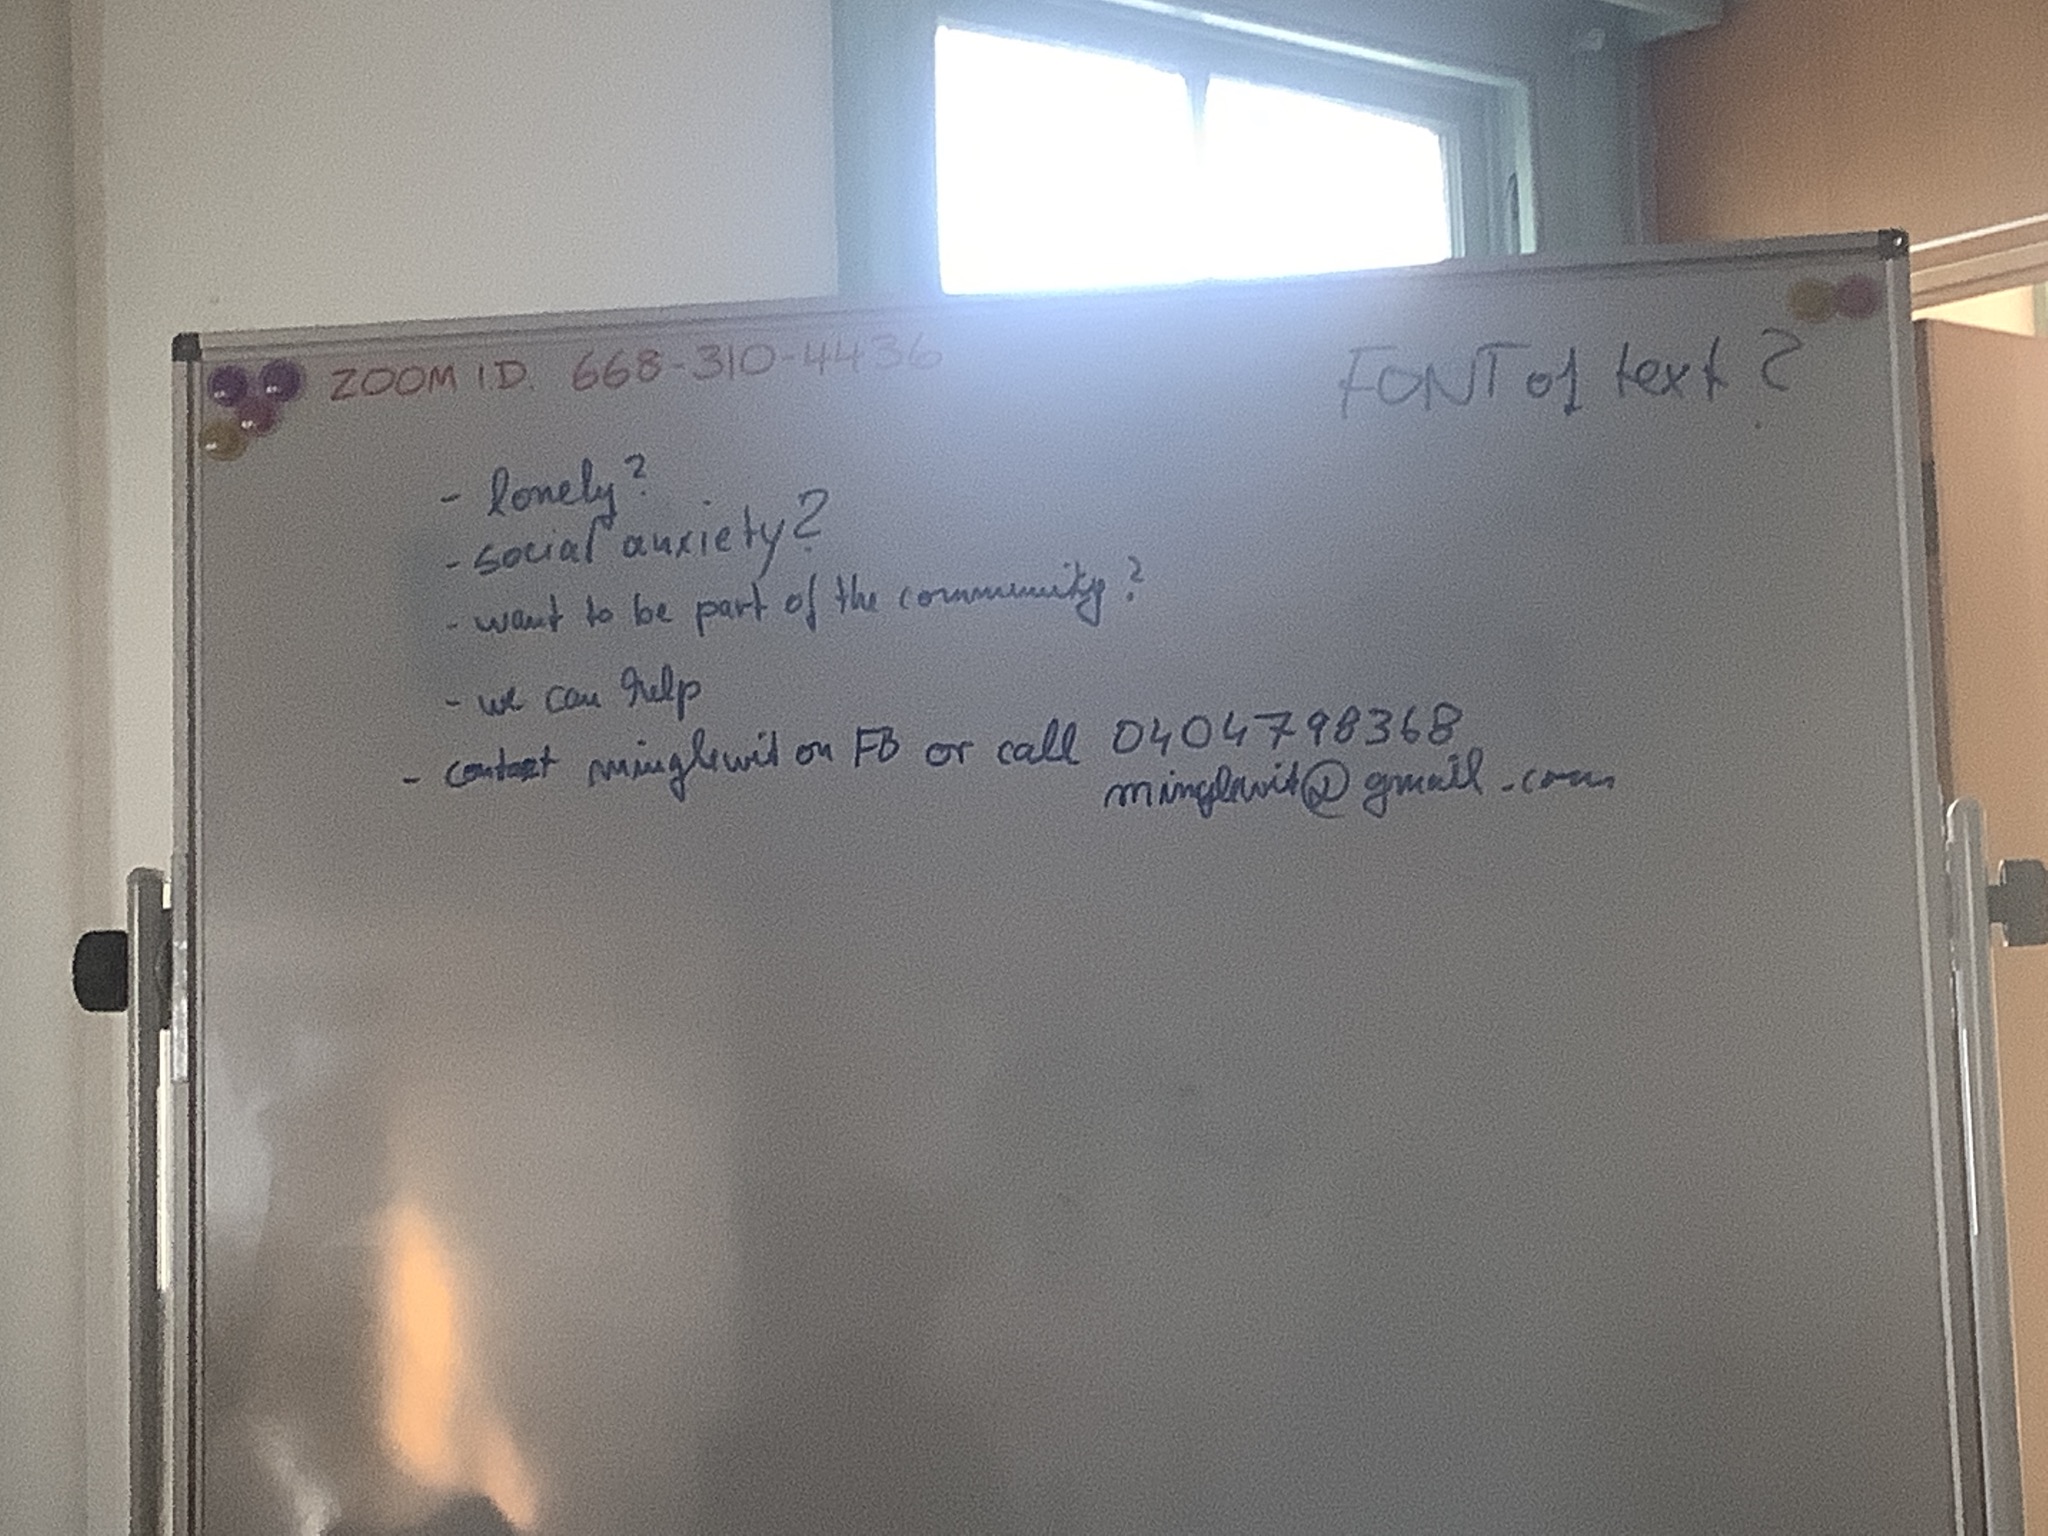 ZOOM I.D. 668-310-4436
FONT of text?
- lonely?
- social anxiety?
- want to be part of the community?
- we can help
- contact minglewit on FB or call 0404798368
minglewit@gmail.com